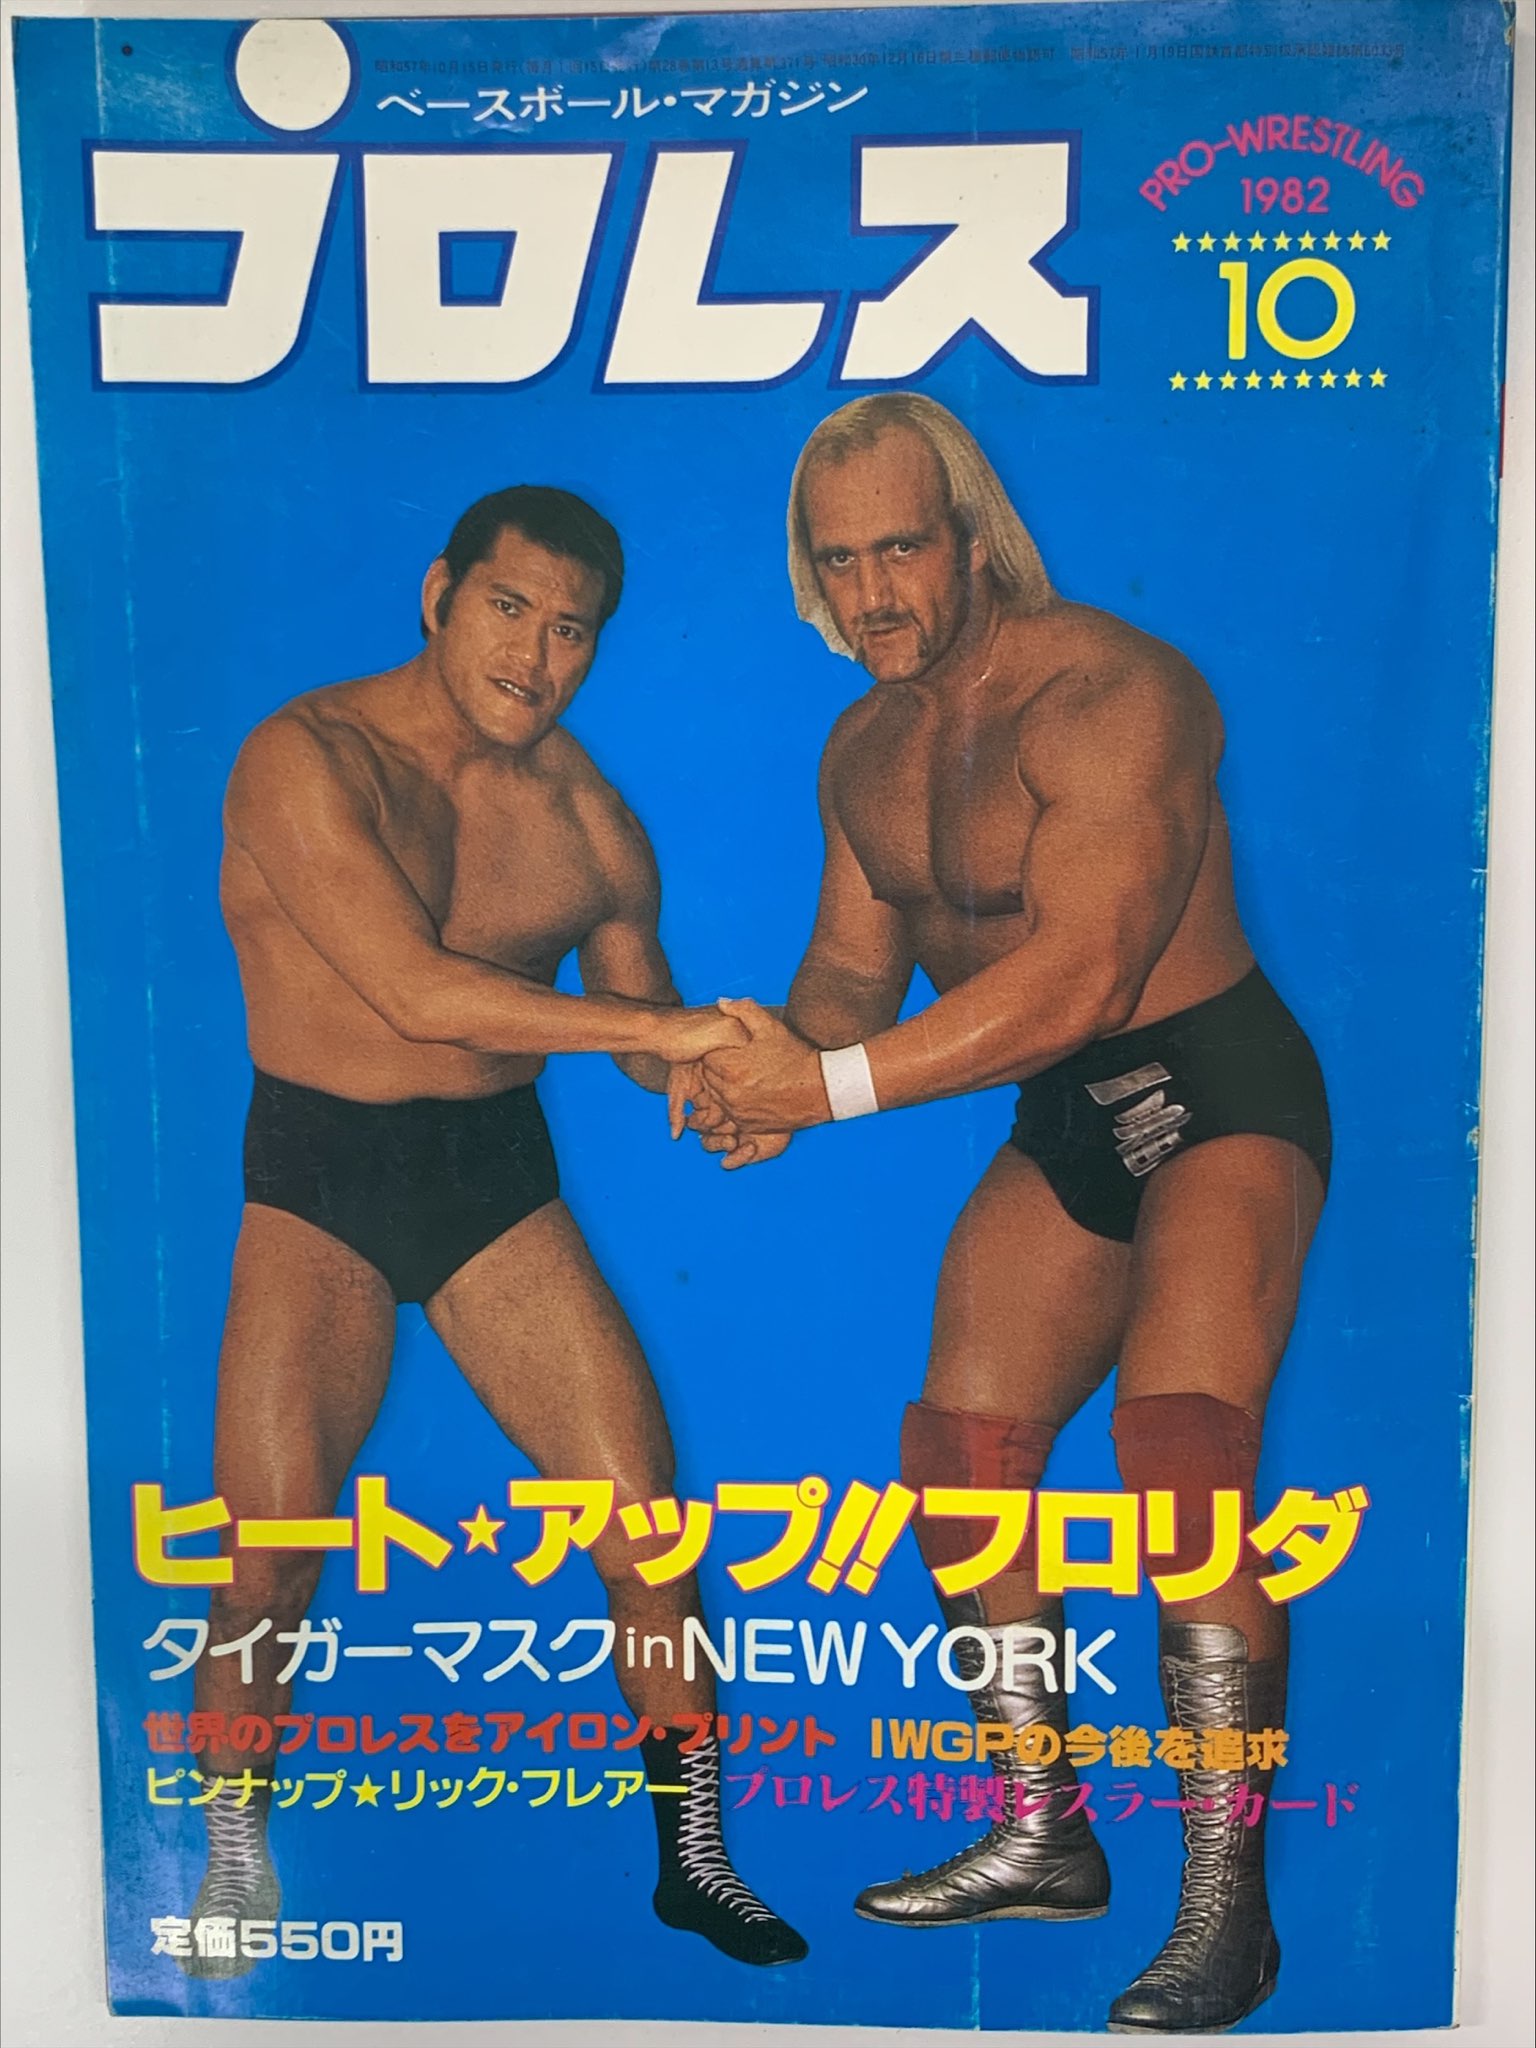 ベースボール・マガジン
プロレス
PRO-WRESTLING
1982
★★★★★★★★★
10
★★★★★★★★★
一番
ヒート★アップ!!フロリダ
タイガーマスクinNEW YORK
世界のプロレスをアイロン・プリント IWGPの今後を追求
ピンナップ★リック・フレアー プロレス特製レスラー・カード
定価550円